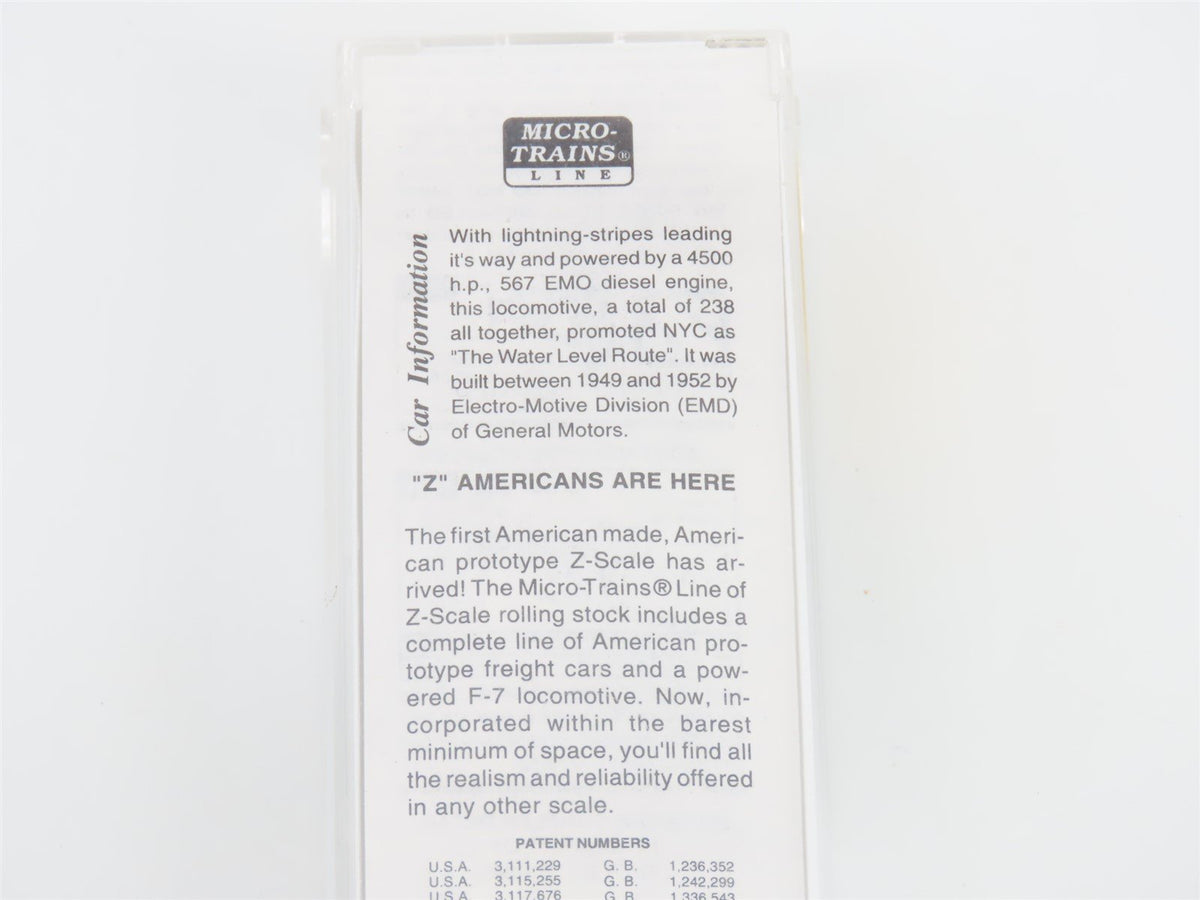 MICRO-
TRAINS®
LINE
Car Information
With lightning-stripes leading
it's way and powered by a 4500
h.p., 567 EMO diesel engine,
this locomotive, a total of 238
all together, promoted NYC as
"The Water Level Route". It was
built between 1949 and 1952 by
Electro-Motive Division (EMD)
of General Motors.
"Z" AMERICANS ARE HERE
The first American made, Ameri-
can prototype Z-Scale has ar-
rived! The Micro-Trains® Line of
Z-Scale rolling stock includes a
complete line of American pro-
totype freight cars and a pow-
ered F-7 locomotive. Now, in-
corporated within the barest
minimum of space, you'll find all
the realism and reliability offered
in any other scale.
PATENT NUMBERS
U.S.A. 3,111,229 G. B. 1,236,352
U.S.A. 3,115,255 G. B. 1,242,299
U.S.A. 3,117,676 G. B. 1,336,543